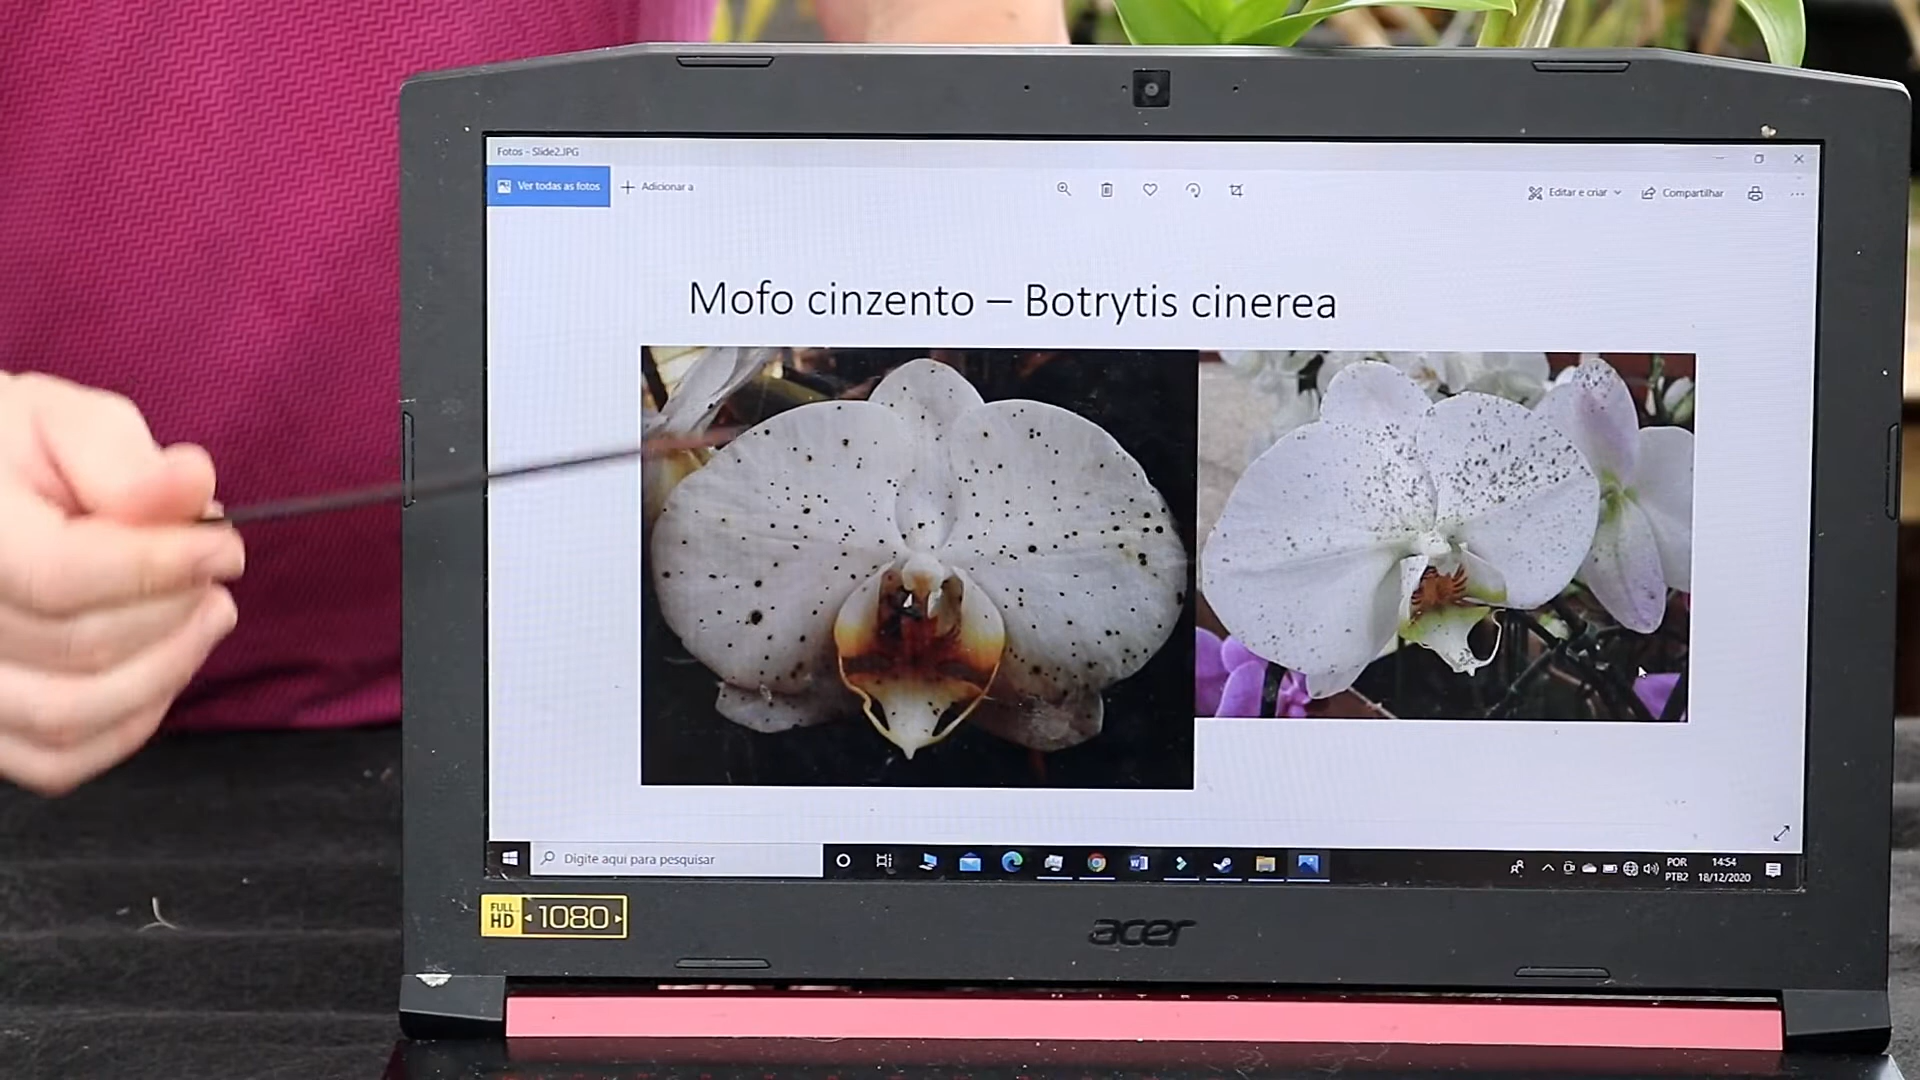 Fotos - Slide2.JPG
Ver todas as fotos
Adicionar a
Editar e criar
Compartilhar
Mofo cinzento – Botrytis cinerea
Digite aqui para pesquisar
POR
PTB2
14:54
18/12/2020
FULL HD 1080
acer
NITRO